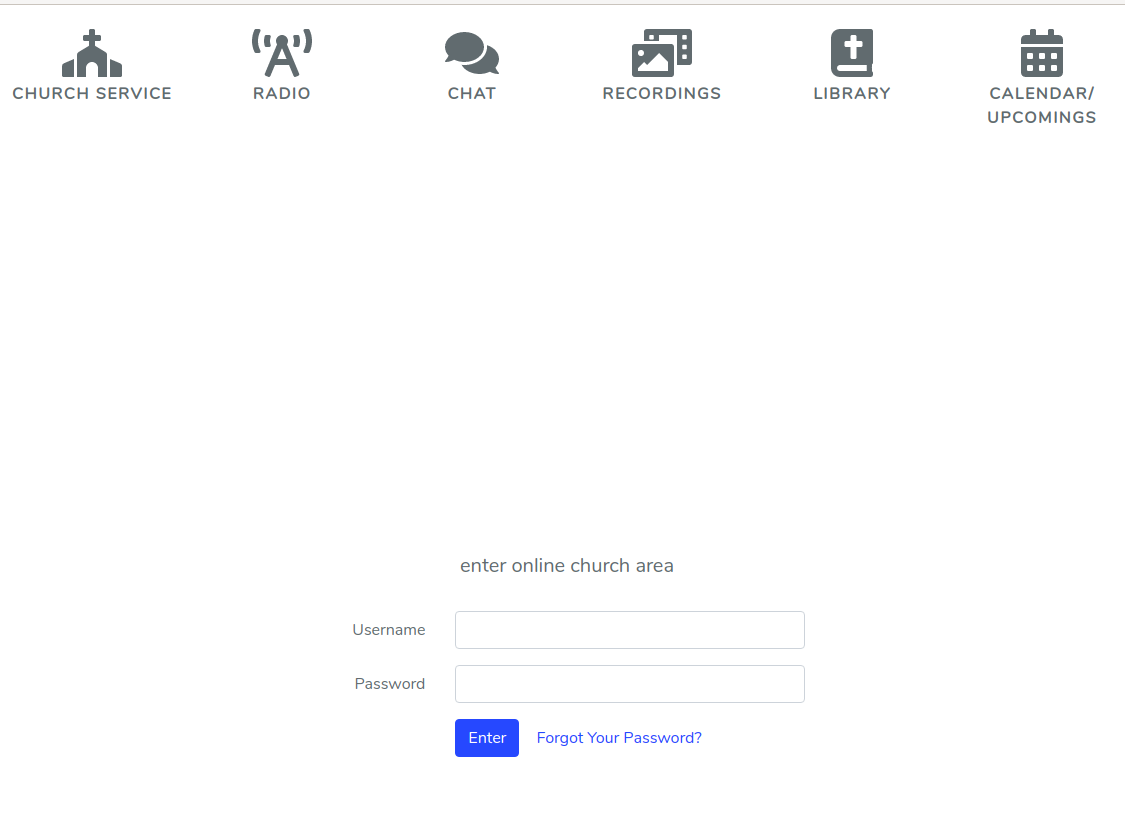 CHURCH SERVICE
RADIO
CHAT
RECORDINGS
LIBRARY
CALENDAR/
UPCOMINGS
enter online church area
Username
Password
Enter
Forgot Your Password?